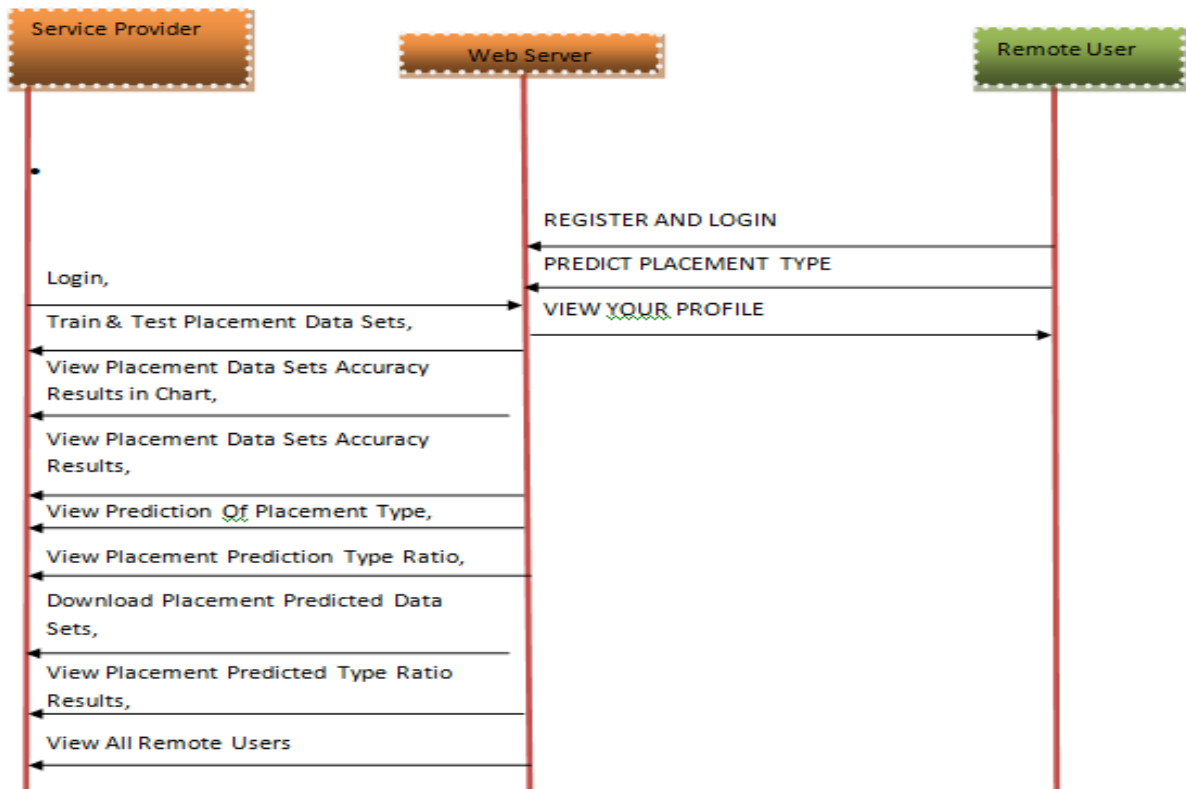 Service Provider
Web Server
Remote User
REGISTER AND LOGIN
PREDICT PLACEMENT TYPE
VIEW YOUR PROFILE
Login,
Train & Test Placement Data Sets,
View Placement Data Sets Accuracy
Results in Chart,
View Placement Data Sets Accuracy
Results,
View Prediction Of Placement Type,
View Placement Prediction Type Ratio,
Download Placement Predicted Data
Sets,
View Placement Predicted Type Ratio
Results,
View All Remote Users